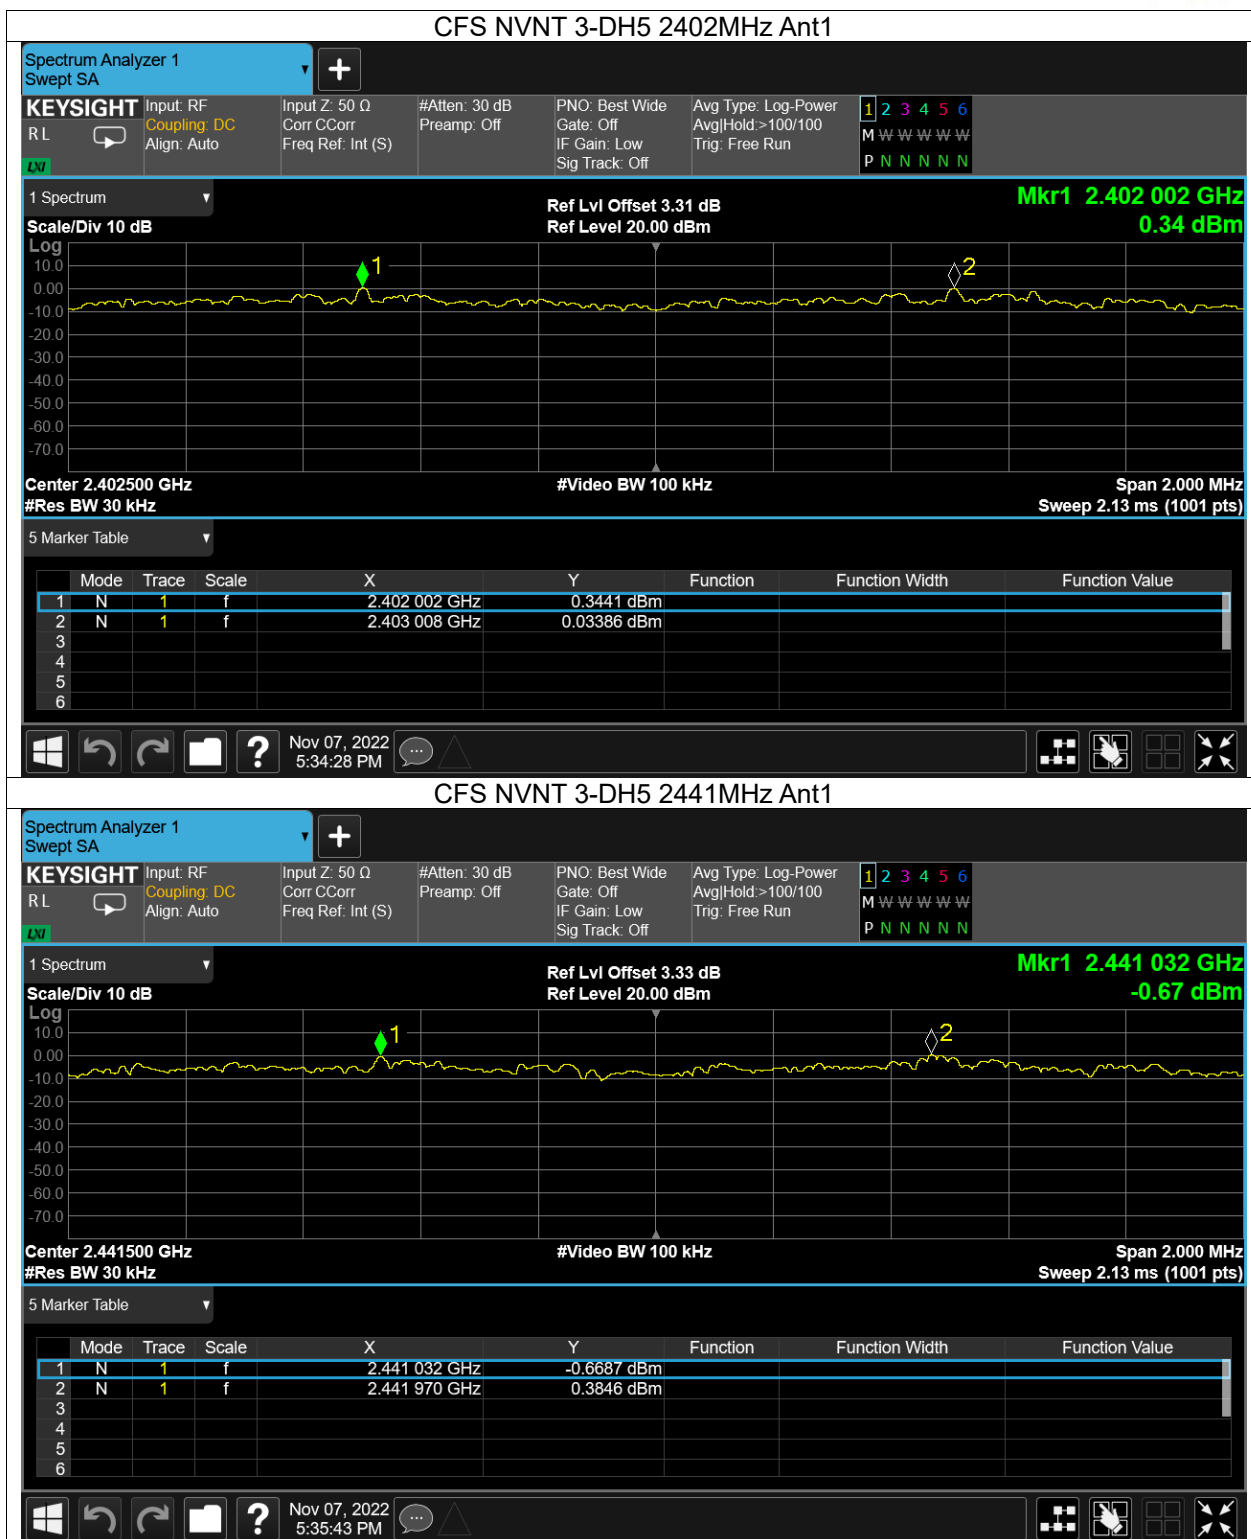 CFS NVNT 3-DH5 2402MHz Ant1
Spectrum Analyzer 1
Swept SA
KEYSIGHT Input: RF Input Z: 50 Ω #Atten: 30 dB PNO: Best Wide Avg Type: Log-Power 1 2 3 4 5 6
R L Coupling: DC Corr CCorr Preamp: Off Gate: Off Avg|Hold:>100/100 M W W W W W
Align: Auto Freq Ref: Int (S) IF Gain: Low Trig: Free Run
LXI Sig Track: Off P N N N N N
1 Spectrum Ref Lvl Offset 3.31 dB Mkr1 2.402 002 GHz
Scale/Div 10 dB Ref Level 20.00 dBm 0.34 dBm
Log
10.0 1 2
0.00
-10.0
-20.0
-30.0
-40.0
-50.0
-60.0
-70.0
Center 2.402500 GHz #Video BW 100 kHz Span 2.000 MHz
#Res BW 30 kHz Sweep 2.13 ms (1001 pts)
5 Marker Table
Mode Trace Scale X Y Function Function Width Function Value
1 N 1 f 2.402 002 GHz 0.3441 dBm
2 N 1 f 2.403 008 GHz 0.03386 dBm
3
4
5
6
? Nov 07, 2022
5:34:28 PM
CFS NVNT 3-DH5 2441MHz Ant1
Spectrum Analyzer 1
Swept SA
KEYSIGHT Input: RF Input Z: 50 Ω #Atten: 30 dB PNO: Best Wide Avg Type: Log-Power 1 2 3 4 5 6
R L Coupling: DC Corr CCorr Preamp: Off Gate: Off Avg|Hold:>100/100 M W W W W W
Align: Auto Freq Ref: Int (S) IF Gain: Low Trig: Free Run
LXI Sig Track: Off P N N N N N
1 Spectrum Ref Lvl Offset 3.33 dB Mkr1 2.441 032 GHz
Scale/Div 10 dB Ref Level 20.00 dBm -0.67 dBm
Log
10.0 1 2
0.00
-10.0
-20.0
-30.0
-40.0
-50.0
-60.0
-70.0
Center 2.441500 GHz #Video BW 100 kHz Span 2.000 MHz
#Res BW 30 kHz Sweep 2.13 ms (1001 pts)
5 Marker Table
Mode Trace Scale X Y Function Function Width Function Value
1 N 1 f 2.441 032 GHz -0.6687 dBm
2 N 1 f 2.441 970 GHz 0.3846 dBm
3
4
5
6
? Nov 07, 2022
5:35:43 PM